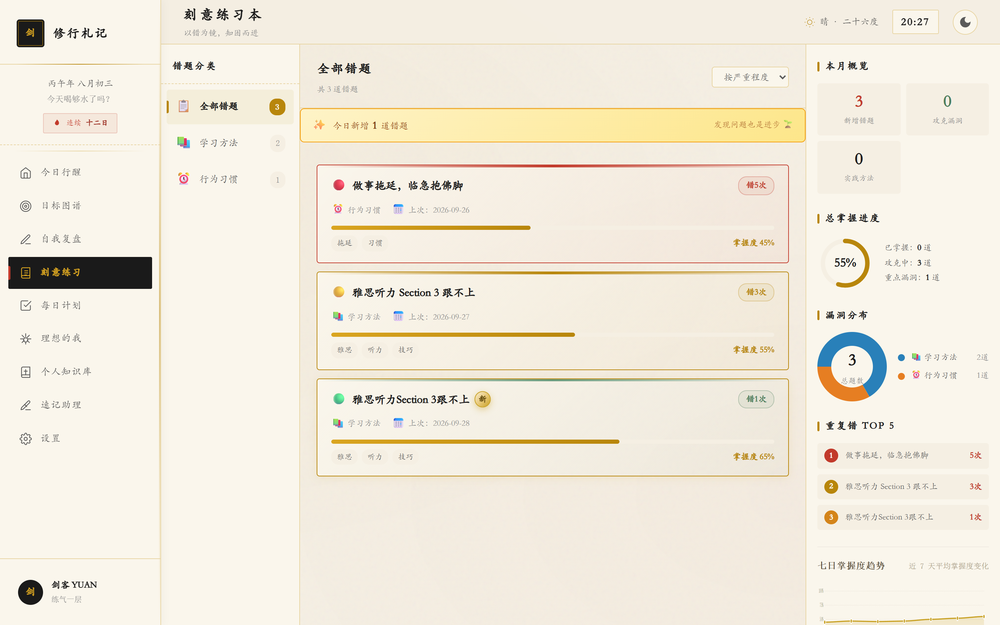 剑
修行札记
丙午年 八月初三
今天喝够水了吗?
连续 十二日
今日行醒
目标图谱
自我复盘
刻意练习
每日计划
理想的我
个人知识库
速记助理
设置
剑
剑客 YUAN
练气一层
刻意练习本
以错为镜，知困而进
晴 · 二十六度
20:27
错题分类
全部错题 3
学习方法 2
行为习惯 1
全部错题
共 3 道错题
按严重程度
今日新增 1 道错题
发现问题也是进步
做事拖延，临急抱佛脚
错5次
行为习惯 上次：2026-09-26
拖延 习惯
掌握度 45%
雅思听力 Section 3 跟不上
错3次
学习方法 上次：2026-09-27
雅思 听力 技巧
掌握度 55%
雅思听力Section 3跟不上 新
错1次
学习方法 上次：2026-09-28
雅思 听力 技巧
掌握度 65%
本月概览
3
新增错题
0
攻克漏洞
0
实践方法
总掌握进度
55%
已掌握：0 道
攻克中：3 道
重点漏洞：1 道
漏洞分布
3
总题数
学习方法 2道
行为习惯 1道
重复错 TOP 5
1 做事拖延，临急抱佛脚 5次
2 雅思听力 Section 3 跟不上 3次
3 雅思听力Section 3跟不上 1次
七日掌握度趋势
近 7 天平均掌握度变化
100%
75%
50%